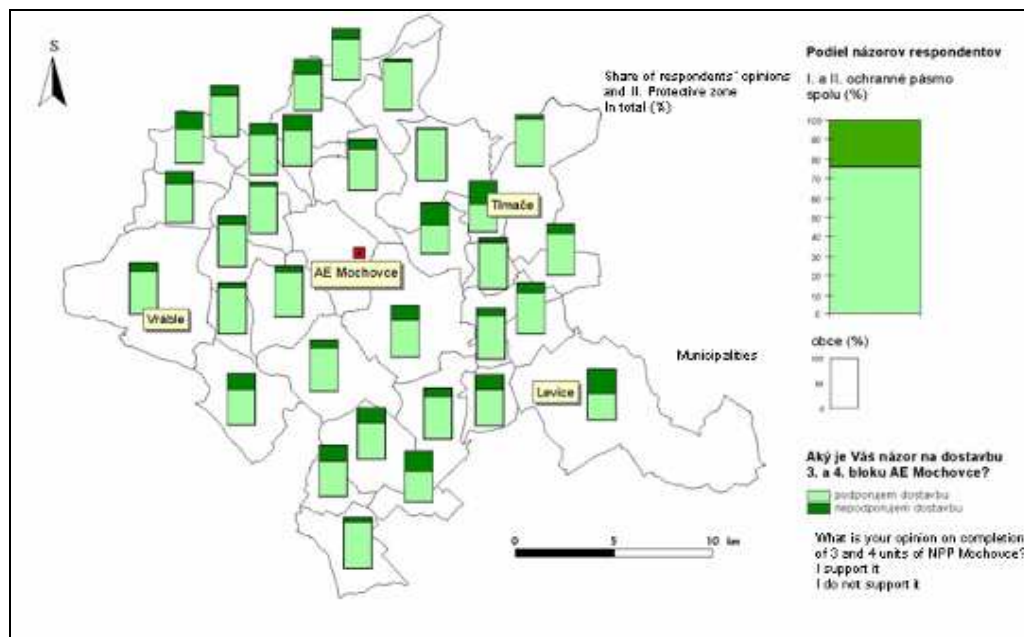 S
Share of respondents´ opinions
and II. Protective zone
In total (%)
Podiel názorov respondentov
I. a II. ochranné pásmo
spolu (%)
100
90
80
70
60
50
40
30
20
10
0
Tlmače
AE Mochovce
Vráble
Levice
Municipalities
obce (%)
100
50
0
Aký je Váš názor na dostavbu
3. a 4. bloku AE Mochovce?
podporujem dostavbu
nepodporujem dostavbu
What is your opinion on completion
of 3 and 4 units of NPP Mochovce?
I support it
I do not support it
0 5 10 km